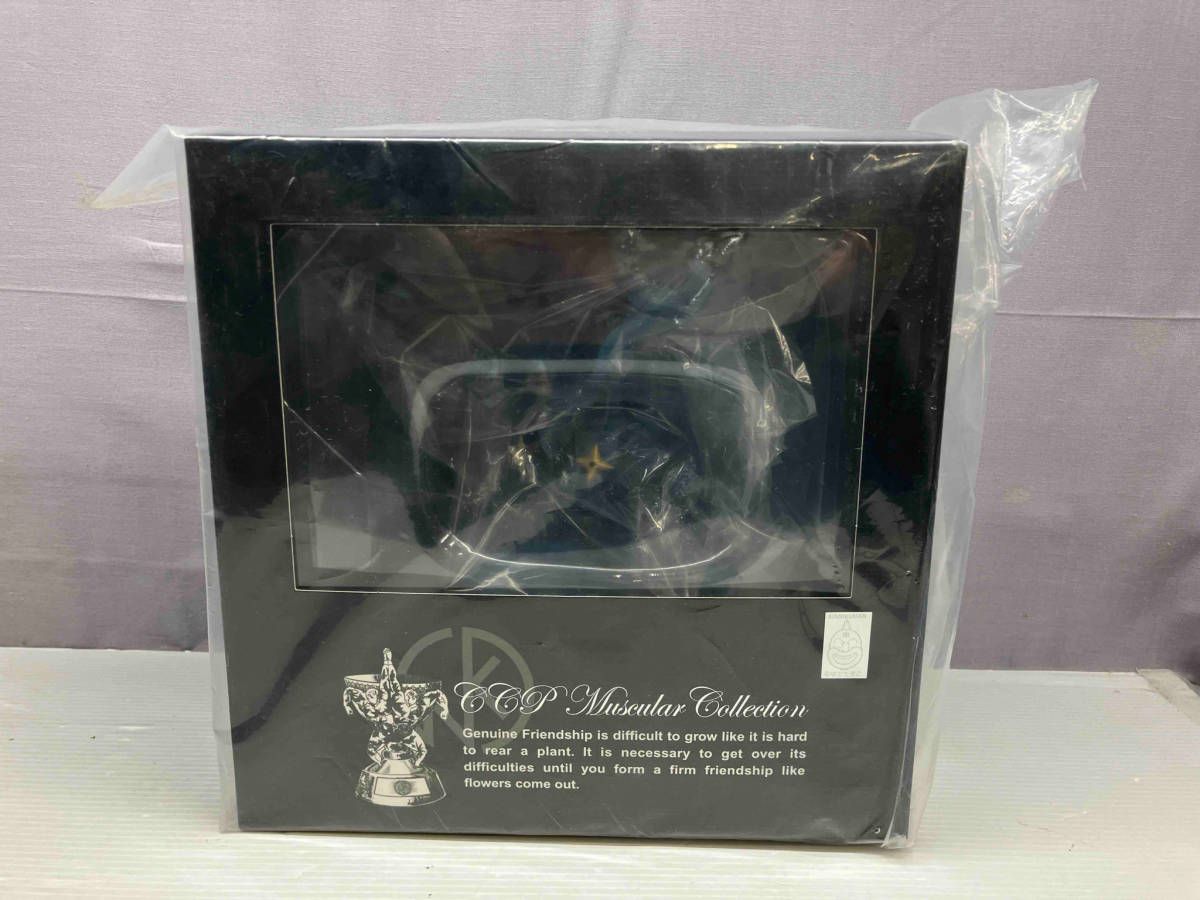 CCP Muscular Collection
Genuine Friendship is difficult to grow like it is hard
to rear a plant. It is necessary to get over its
difficulties until you form a firm friendship like
flowers come out.